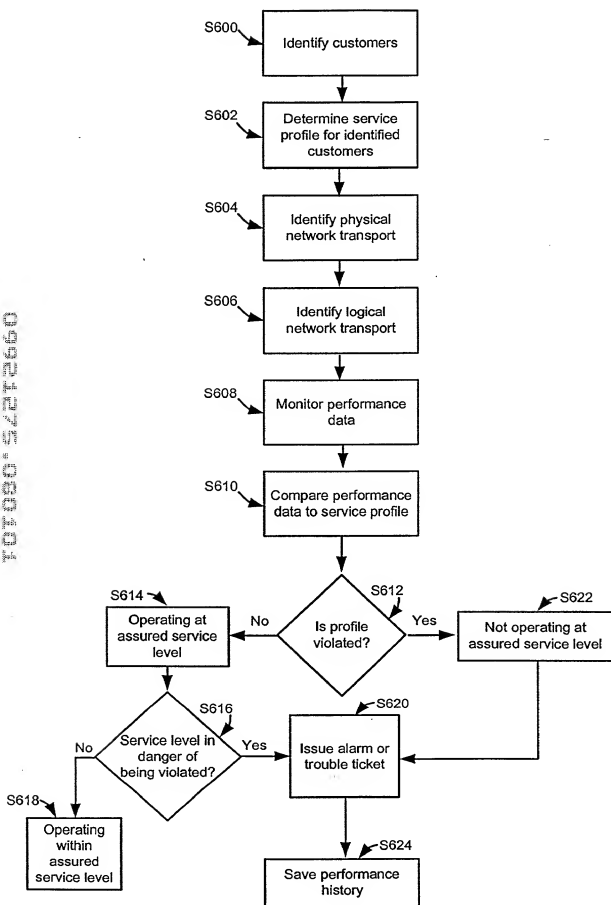 S600
Identify customers
S602
Determine service
profile for identified
customers
S604
Identify physical
network transport
S606
Identify logical
network transport
S608
Monitor performance
data
S610
Compare performance
data to service profile
S612
Is profile
violated?
No
Yes
S614
Operating at
assured service
level
S622
Not operating at
assured service level
S616
Service level in
danger of
being violated?
No
Yes
S620
Issue alarm or
trouble ticket
S618
Operating
within
assured
service level
S624
Save performance
history